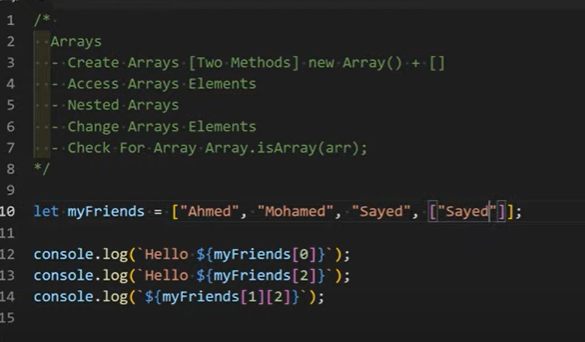 1 /*
2 Arrays
3 - Create Arrays [Two Methods] new Array() + []
4 - Access Arrays Elements
5 - Nested Arrays
6 - Change Arrays Elements
7 - Check For Array Array.isArray(arr);
8 */
9
10 let myFriends = ["Ahmed", "Mohamed", "Sayed", ["Sayed"]];
11
12 console.log(`Hello ${myFriends[0]}`);
13 console.log(`Hello ${myFriends[2]}`);
14 console.log(`${myFriends[1][2]}`);
15